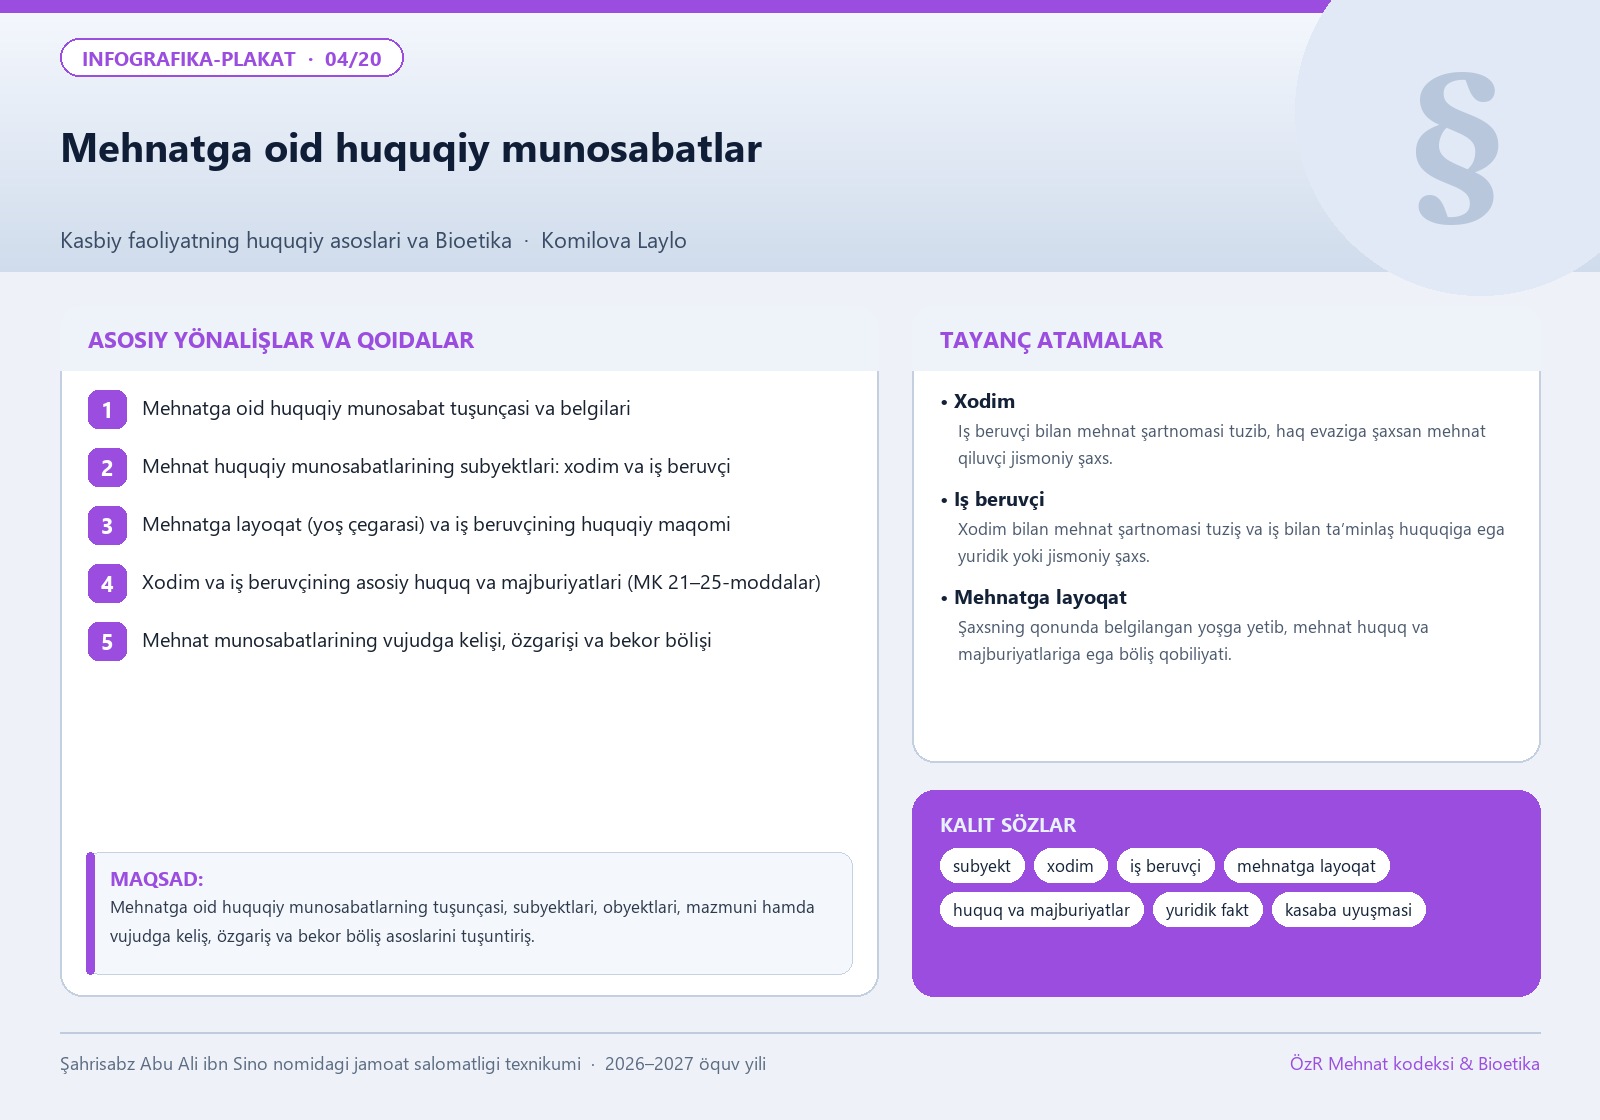 INFOGRAFIKA-PLAKAT · 04/20
§
Mehnatga oid huquqiy munosabatlar
Kasbiy faoliyatning huquqiy asoslari va Bioetika · Komilova Laylo
ASOSIY YÖNALİŞLAR VA QOIDALAR
1 Mehnatga oid huquqiy munosabat tuşunçasi va belgilari
2 Mehnat huquqiy munosabatlarining subyektlari: xodim va iş beruvçi
3 Mehnatga layoqat (yoş çegarasi) va iş beruvçining huquqiy maqomi
4 Xodim va iş beruvçining asosiy huquq va majburiyatlari (MK 21–25-moddalar)
5 Mehnat munosabatlarining vujudga kelişi, özgarişi va bekor bölişi
MAQSAD:
Mehnatga oid huquqiy munosabatlarning tuşunçasi, subyektlari, obyektlari, mazmuni hamda
vujudga keliş, özgariş va bekor böliş asoslarini tuşuntiriş.
TAYANÇ ATAMALAR
• Xodim
Iş beruvçi bilan mehnat şartnomasi tuzib, haq evaziga şaxsan mehnat
qiluvçi jismoniy şaxs.
• Iş beruvçi
Xodim bilan mehnat şartnomasi tuziş va iş bilan ta’minlaş huquqiga ega
yuridik yoki jismoniy şaxs.
• Mehnatga layoqat
Şaxsning qonunda belgilangan yoşga yetib, mehnat huquq va
majburiyatlariga ega böliş qobiliyati.
KALIT SÖZLAR
subyekt xodim iş beruvçi mehnatga layoqat
huquq va majburiyatlar yuridik fakt kasaba uyuşmasi
Şahrisabz Abu Ali ibn Sino nomidagi jamoat salomatligi texnikumi · 2026–2027 öquv yili
ÖzR Mehnat kodeksi & Bioetika